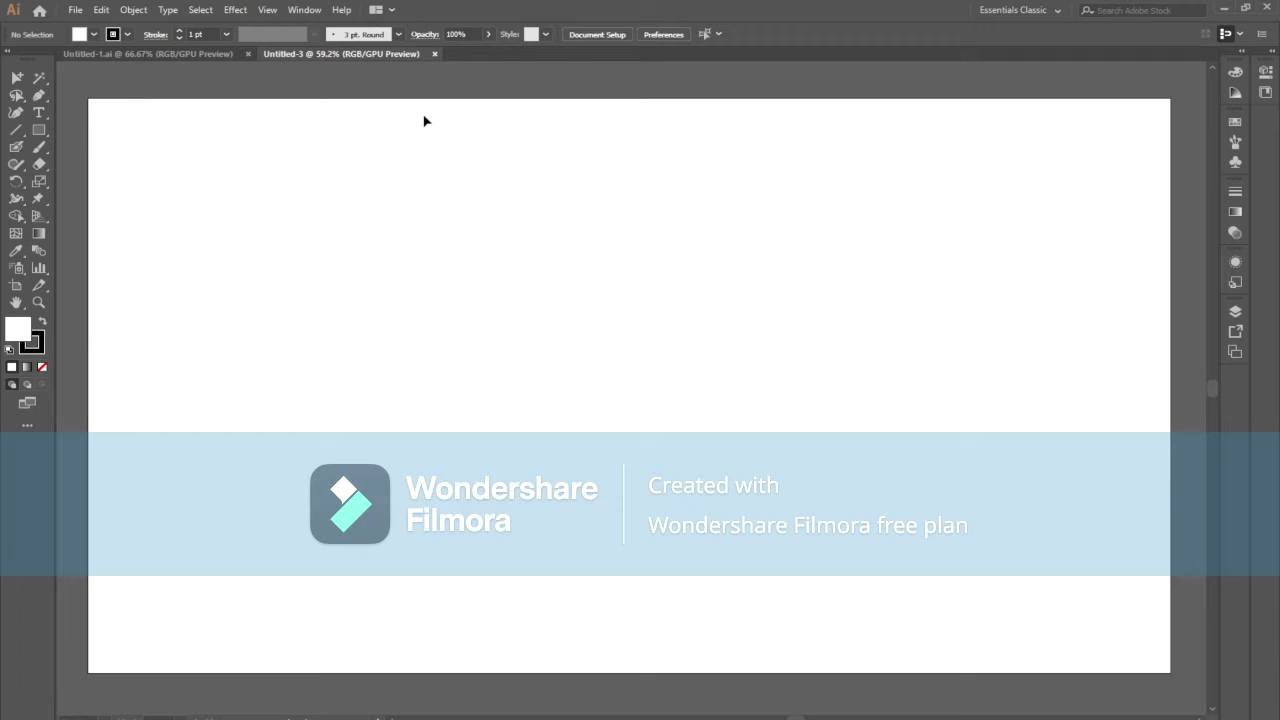 Ai File Edit Object Type Select Effect View Window Help Essentials Classic Search Adobe Stock
No Selection Stroke: 1 pt 3 pt. Round Opacity: 100% Style: Document Setup Preferences
Untitled-1.ai @ 66.67% (RGB/GPU Preview) × Untitled-3 @ 59.2% (RGB/GPU Preview) ×
Wondershare
Filmora
Created with
Wondershare Filmora free plan